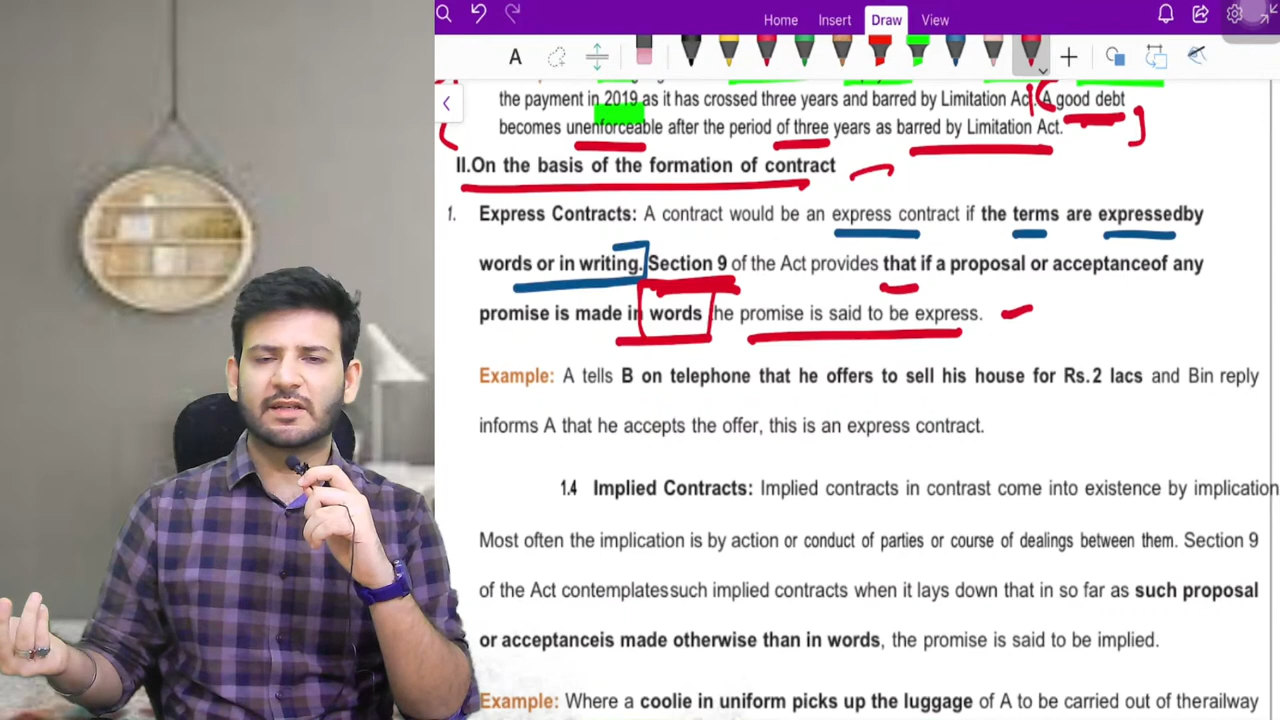 Home Insert Draw View
A
the payment in 2019 as it has crossed three years and barred by Limitation Act. A good debt
becomes unenforceable after the period of three years as barred by Limitation Act.
II.On the basis of the formation of contract
1. Express Contracts: A contract would be an express contract if the terms are expressedby
words or in writing. Section 9 of the Act provides that if a proposal or acceptanceof any
promise is made in words he promise is said to be express.
Example: A tells B on telephone that he offers to sell his house for Rs.2 lacs and Bin reply
informs A that he accepts the offer, this is an express contract.
1.4 Implied Contracts: Implied contracts in contrast come into existence by implication
Most often the implication is by action or conduct of parties or course of dealings between them. Section 9
of the Act contemplatessuch implied contracts when it lays down that in so far as such proposal
or acceptanceis made otherwise than in words, the promise is said to be implied.
Example: Where a coolie in uniform picks up the luggage of A to be carried out of therailway